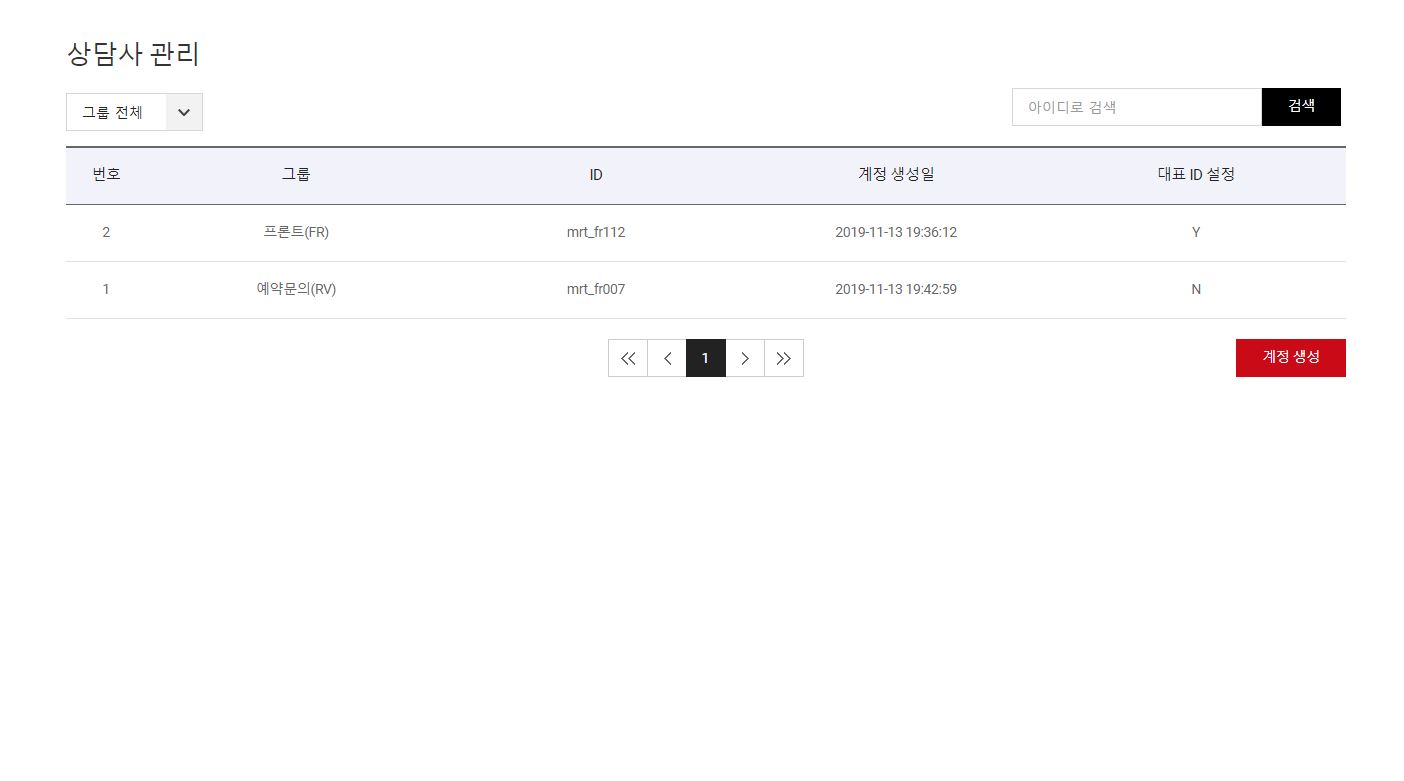 상담사 관리
그룹 전체
아이디로 검색 검색
번호 그룹 ID 계정 생성일 대표 ID 설정
2 프론트(FR) mrt_fr112 2019-11-13 19:36:12 Y
1 예약문의(RV) mrt_fr007 2019-11-13 19:42:59 N
1 계정 생성